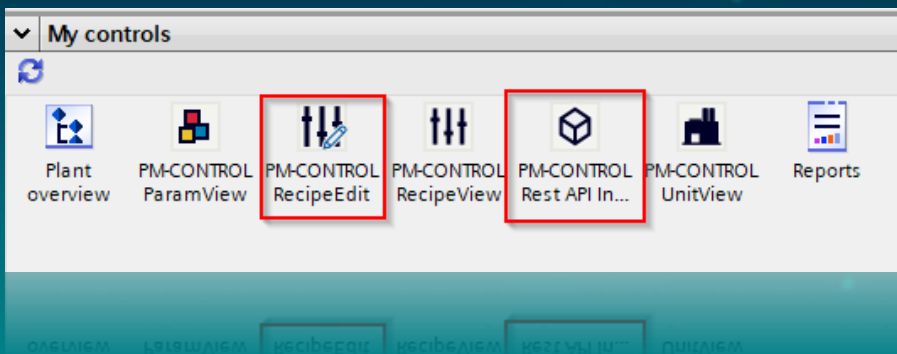 My controls
Plant
overview
PM-CONTROL
ParamView
PM-CONTROL
RecipeEdit
PM-CONTROL
RecipeView
PM-CONTROL
Rest API In...
PM-CONTROL
UnitView
Reports